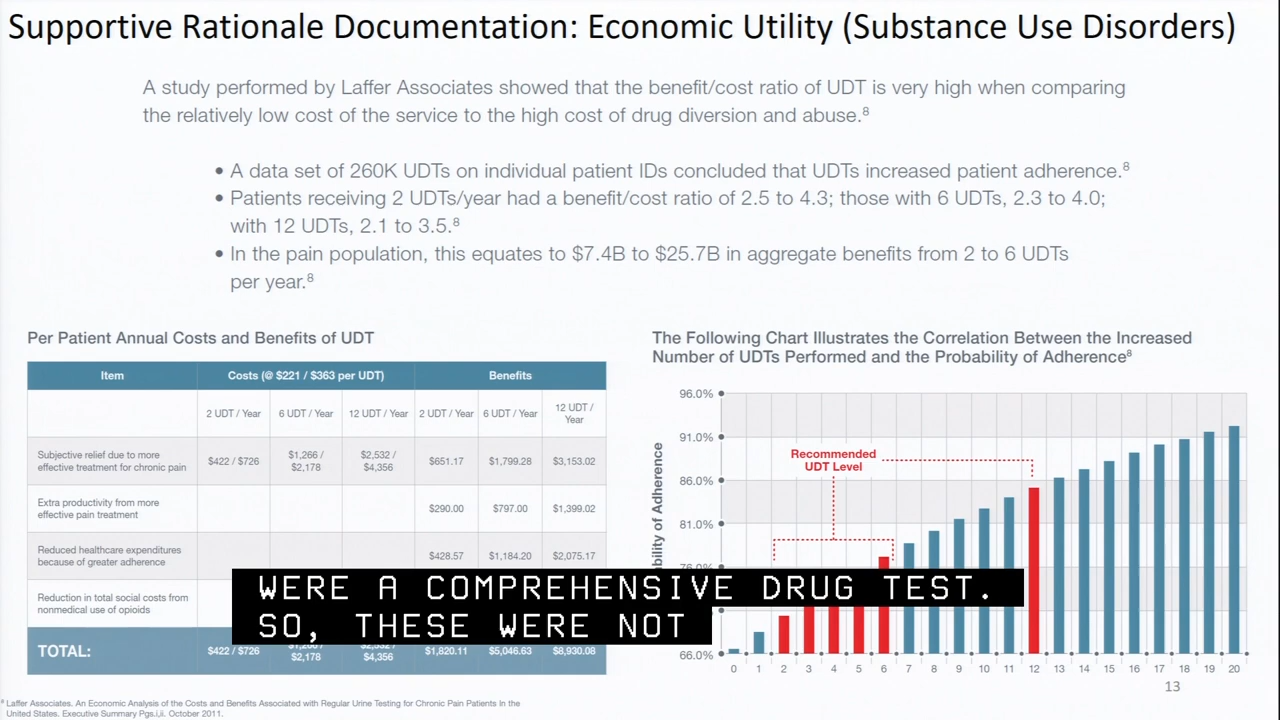 Supportive Rationale Documentation: Economic Utility (Substance Use Disorders)
A study performed by Laffer Associates showed that the benefit/cost ratio of UDT is very high when comparing
the relatively low cost of the service to the high cost of drug diversion and abuse.8
• A data set of 260K UDTs on individual patient IDs concluded that UDTs increased patient adherence.8
• Patients receiving 2 UDTs/year had a benefit/cost ratio of 2.5 to 4.3; those with 6 UDTs, 2.3 to 4.0;
with 12 UDTs, 2.1 to 3.5.8
• In the pain population, this equates to $7.4B to $25.7B in aggregate benefits from 2 to 6 UDTs
per year.8
Per Patient Annual Costs and Benefits of UDT
Item Costs (@ $221 / $363 per UDT) Benefits
2 UDT / Year 6 UDT / Year 12 UDT / Year 2 UDT / Year 6 UDT / Year 12 UDT /
Year
Subjective relief due to more
effective treatment for chronic pain
$422 / $726 $1,266 /
$2,178 $2,532 /
$4,356 $651.17 $1,799.28 $3,153.02
Extra productivity from more
effective pain treatment
$290.00 $797.00 $1,399.02
Reduced healthcare expenditures
because of greater adherence
$428.57 $1,184.20 $2,075.17
Reduction in total social costs from
nonmedical use of opioids
TOTAL: $422 / $726 $2,178 $4,356 $1,820.11 $5,046.63 $8,930.08
The Following Chart Illustrates the Correlation Between the Increased
Number of UDTs Performed and the Probability of Adherence8
of Adherence
96.0%
91.0%
86.0%
81.0%
66.0%
Recommended
UDT Level
0 1 2 3 4 5 6 7 8 9 10 11 12 13 14 15 16 17 18 19 20
WERE A COMPREHENSIVE DRUG TEST.
SO, THESE WERE NOT
13
8 Laffer Associates. An Economic Analysis of the Costs and Benefits Associated with Regular Urine Testing for Chronic Pain Patients In the
United States. Executive Summary Pgs.i,ii. October 2011.